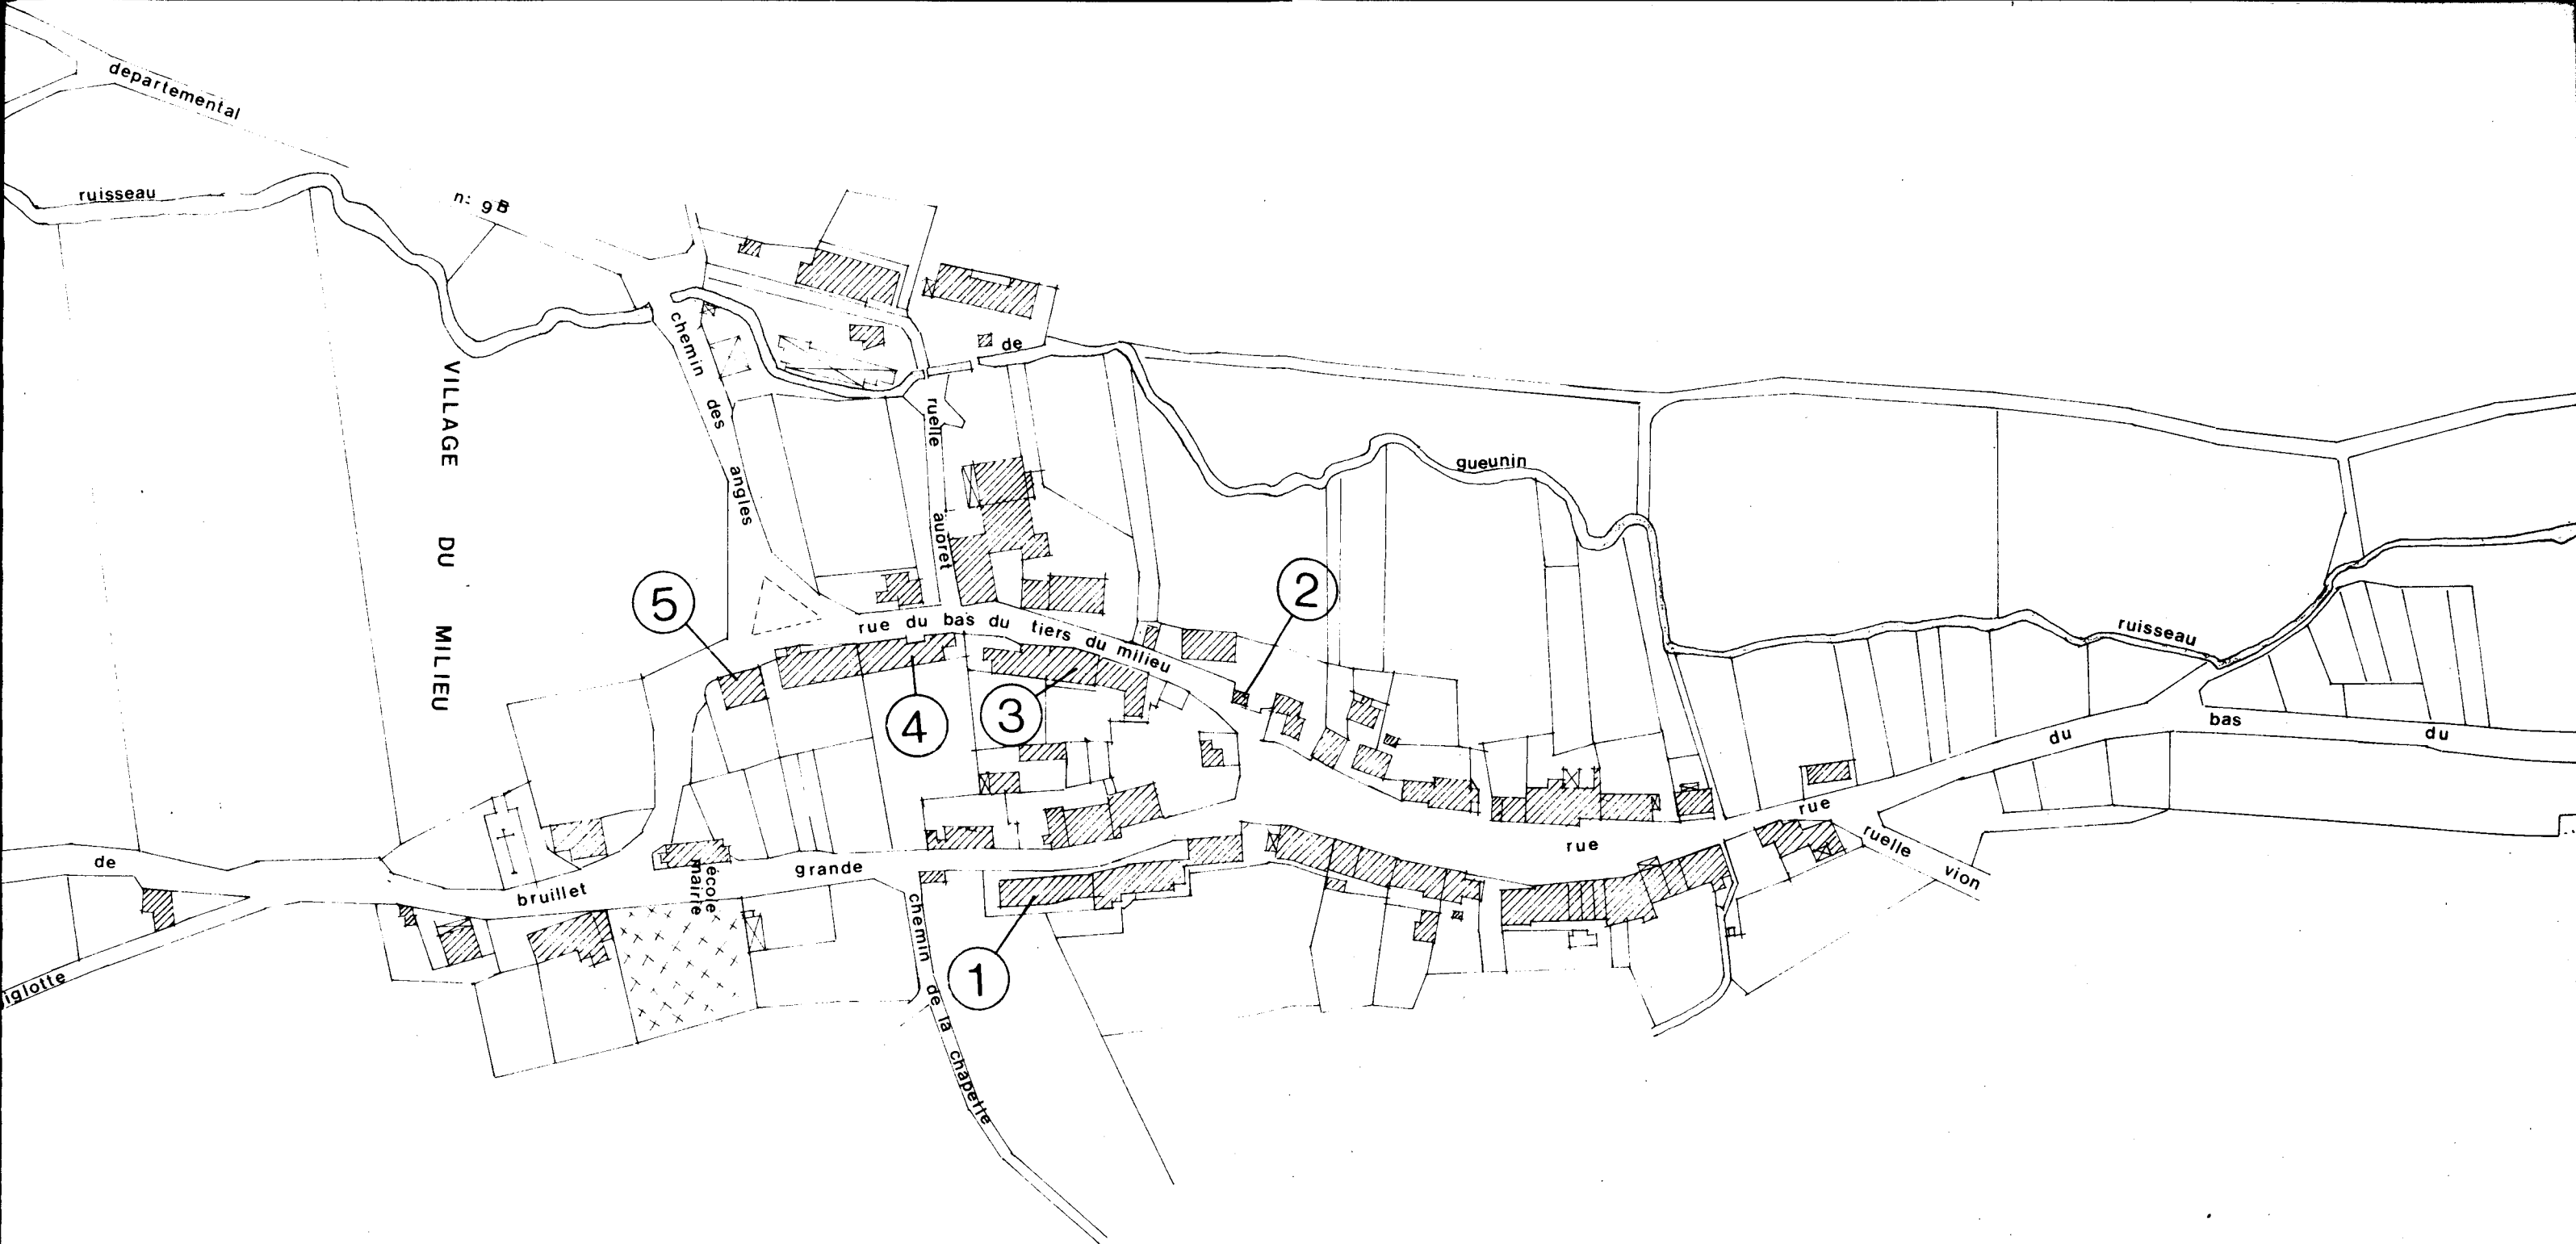 departemental
ruisseau
n: 9B
chemin des angles
de
ruelle auoret
gueunin
VILLAGE DU MILIEU
5
2
rue du bas du tiers du milieu
4
3
ruisseau
bas du
rue du
ruelle vion
de
bruillet
école
mairie
grande
rue
chemin de la chapelle
1
iglotte